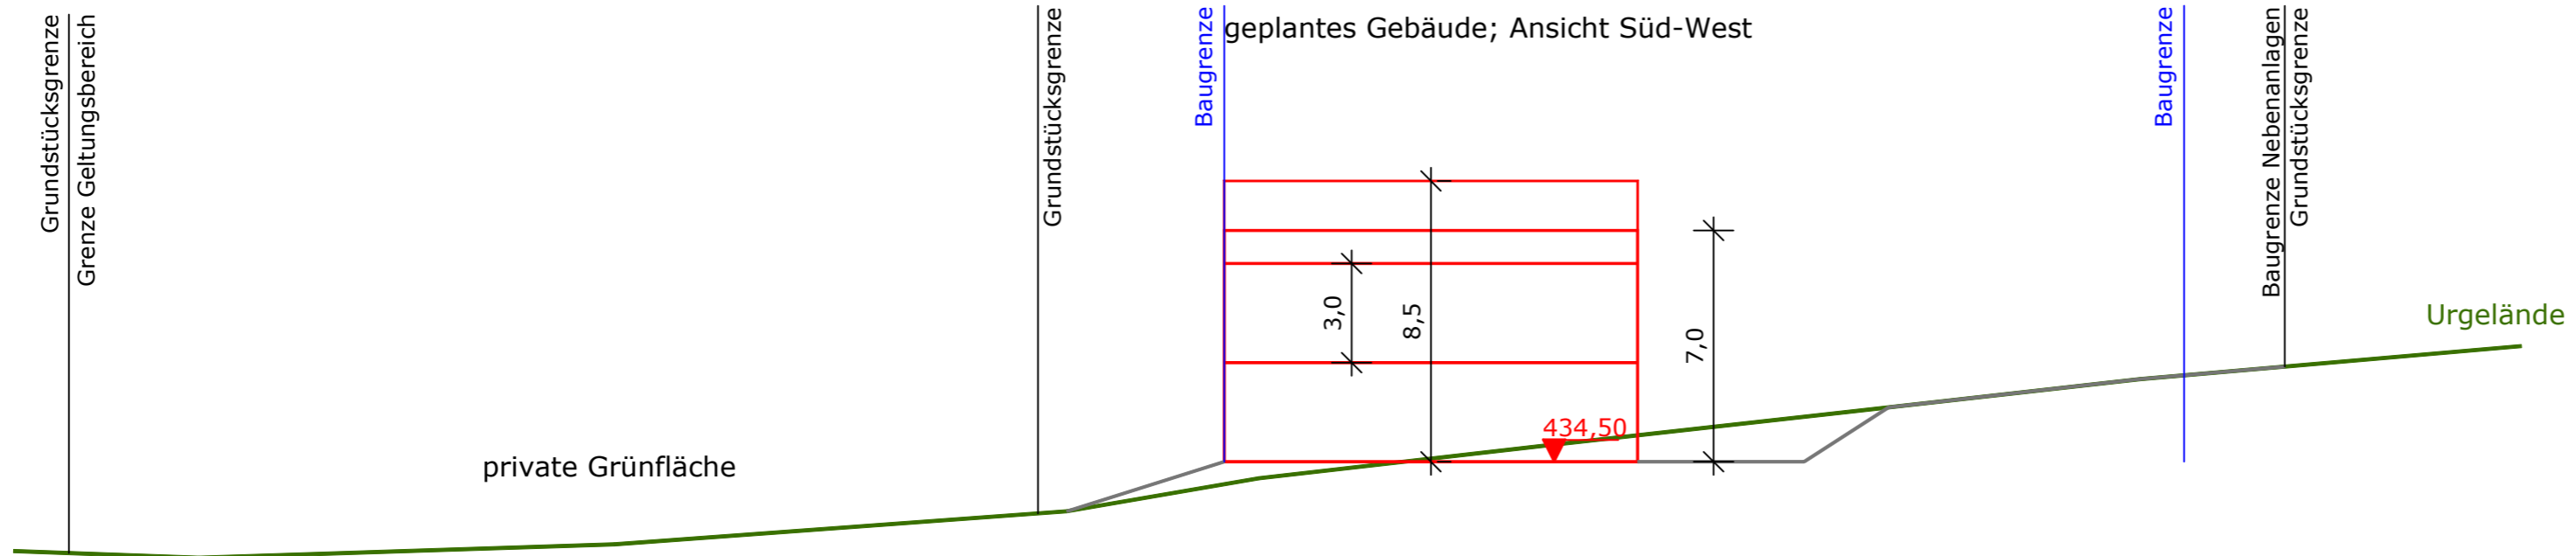 Grundstücksgrenze
Grenze Geltungsbereich
Grundstücksgrenze
Baugrenze
geplantes Gebäude; Ansicht Süd-West
Baugrenze
Baugrenze Nebenanlagen
Grundstücksgrenze
3,0
8,5
7,0
Urgelände
434,50
private Grünfläche